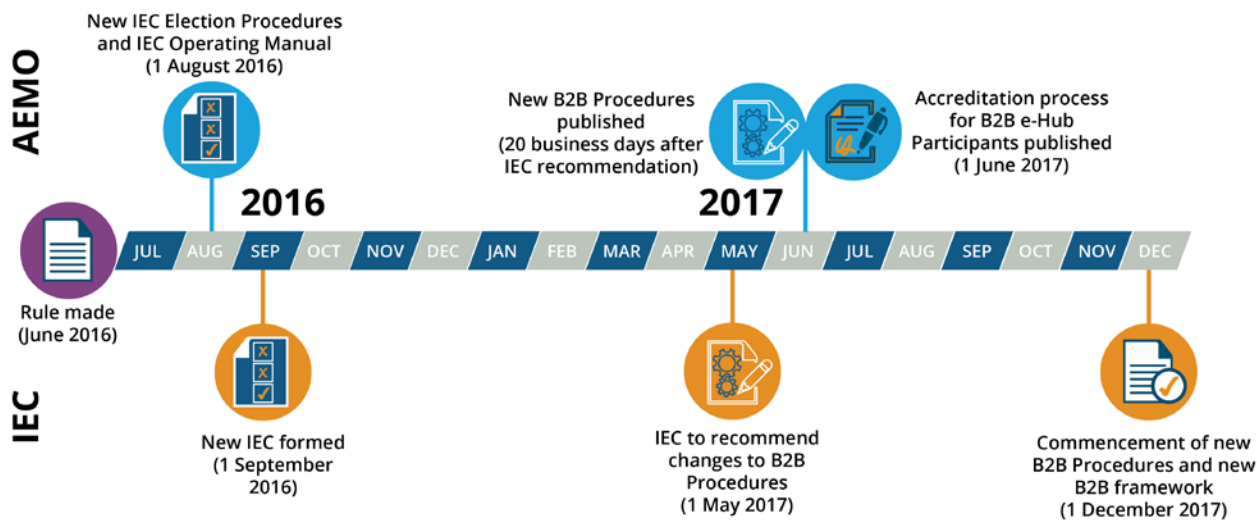 AEMO
New IEC Election Procedures
and IEC Operating Manual
(1 August 2016)
New B2B Procedures
published
(20 business days after
IEC recommendation)
Accreditation process
for B2B e-Hub
Participants published
(1 June 2017)
2016
2017
JUL AUG SEP OCT NOV DEC JAN FEB MAR APR MAY JUN JUL AUG SEP OCT NOV DEC
Rule made
(June 2016)
IEC
New IEC formed
(1 September
2016)
IEC to recommend
changes to B2B
Procedures
(1 May 2017)
Commencement of new
B2B Procedures and new
B2B framework
(1 December 2017)